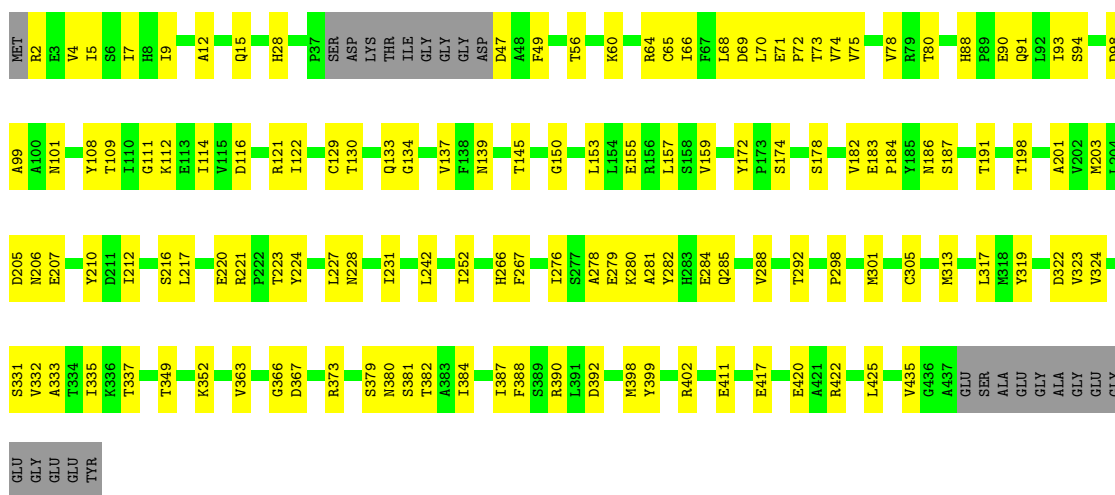 MET R2 E3 V4 I5 S6 I7 H8 I9 A12 Q15 H28 P37 SER ASP LYS THR ILE GLY GLY ASP D47 A48 F49 T56 K60 R64 C65 I66 F67 L68 D69 L70 E71 P72 T73 V74 V75 V78 R79 T80 H88 P89 E90 Q91 L92 I93 S94
A99 A100 N101 Y108 T109 I110 G111 K112 E113 I114 V115 D116 R121 I122 C129 T130 Q133 G134 V137 F138 N139 T145 G150 L153 L154 E155 R156 L157 S158 V159 Y172 P173 S174 S178 V182 E183 P184 Y185 N186 S187 T191 T198 A201 V202 M203 L204
D205 N206 E207 Y210 D211 I212 S216 L217 E220 R221 P222 T223 Y224 L227 N228 I231 L242 I252 H266 F267 I276 S277 A278 E279 K280 A281 Y282 H283 E284 Q285 V288 T292 P298 M301 C305 M313 L317 M318 Y319 D322 V323 V324
S331 V332 A333 T334 I335 K336 T337 T349 K352 V363 G366 D367 R373 S379 N380 S381 T382 A383 I384 I387 F388 S389 R390 L391 D392 M398 Y399 R402 E411 E417 E420 A421 R422 L425 V435 G436 A437 GLU SER ALA GLU GLY ALA GLY GLU GLY
GLU GLY GLU GLU TYR